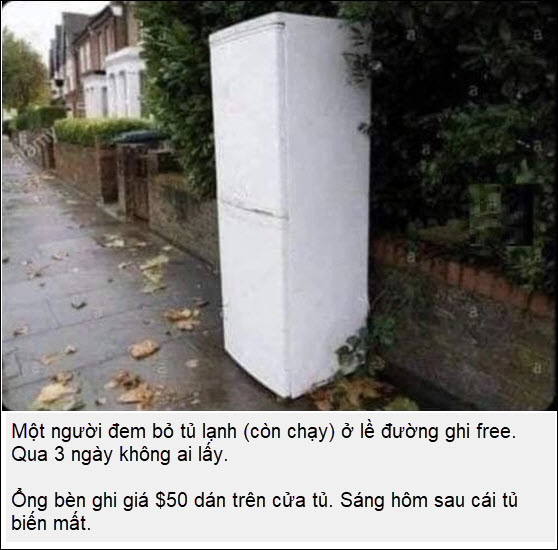 alamy
a
a
a
a
Một người đem bỏ tủ lạnh (còn chạy) ở lề đường ghi free.
Qua 3 ngày không ai lấy.
Ổng bèn ghi giá $50 dán trên cửa tủ. Sáng hôm sau cái tủ
biến mất.